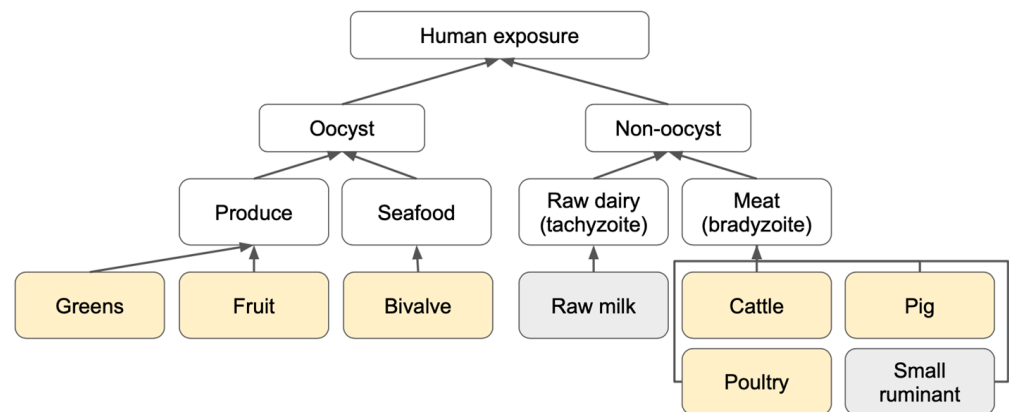 Human exposure
Oocyst
Non-oocyst
Produce
Seafood
Raw dairy
(tachyzoite)
Meat
(bradyzoite)
Greens
Fruit
Bivalve
Raw milk
Cattle
Pig
Poultry
Small
ruminant